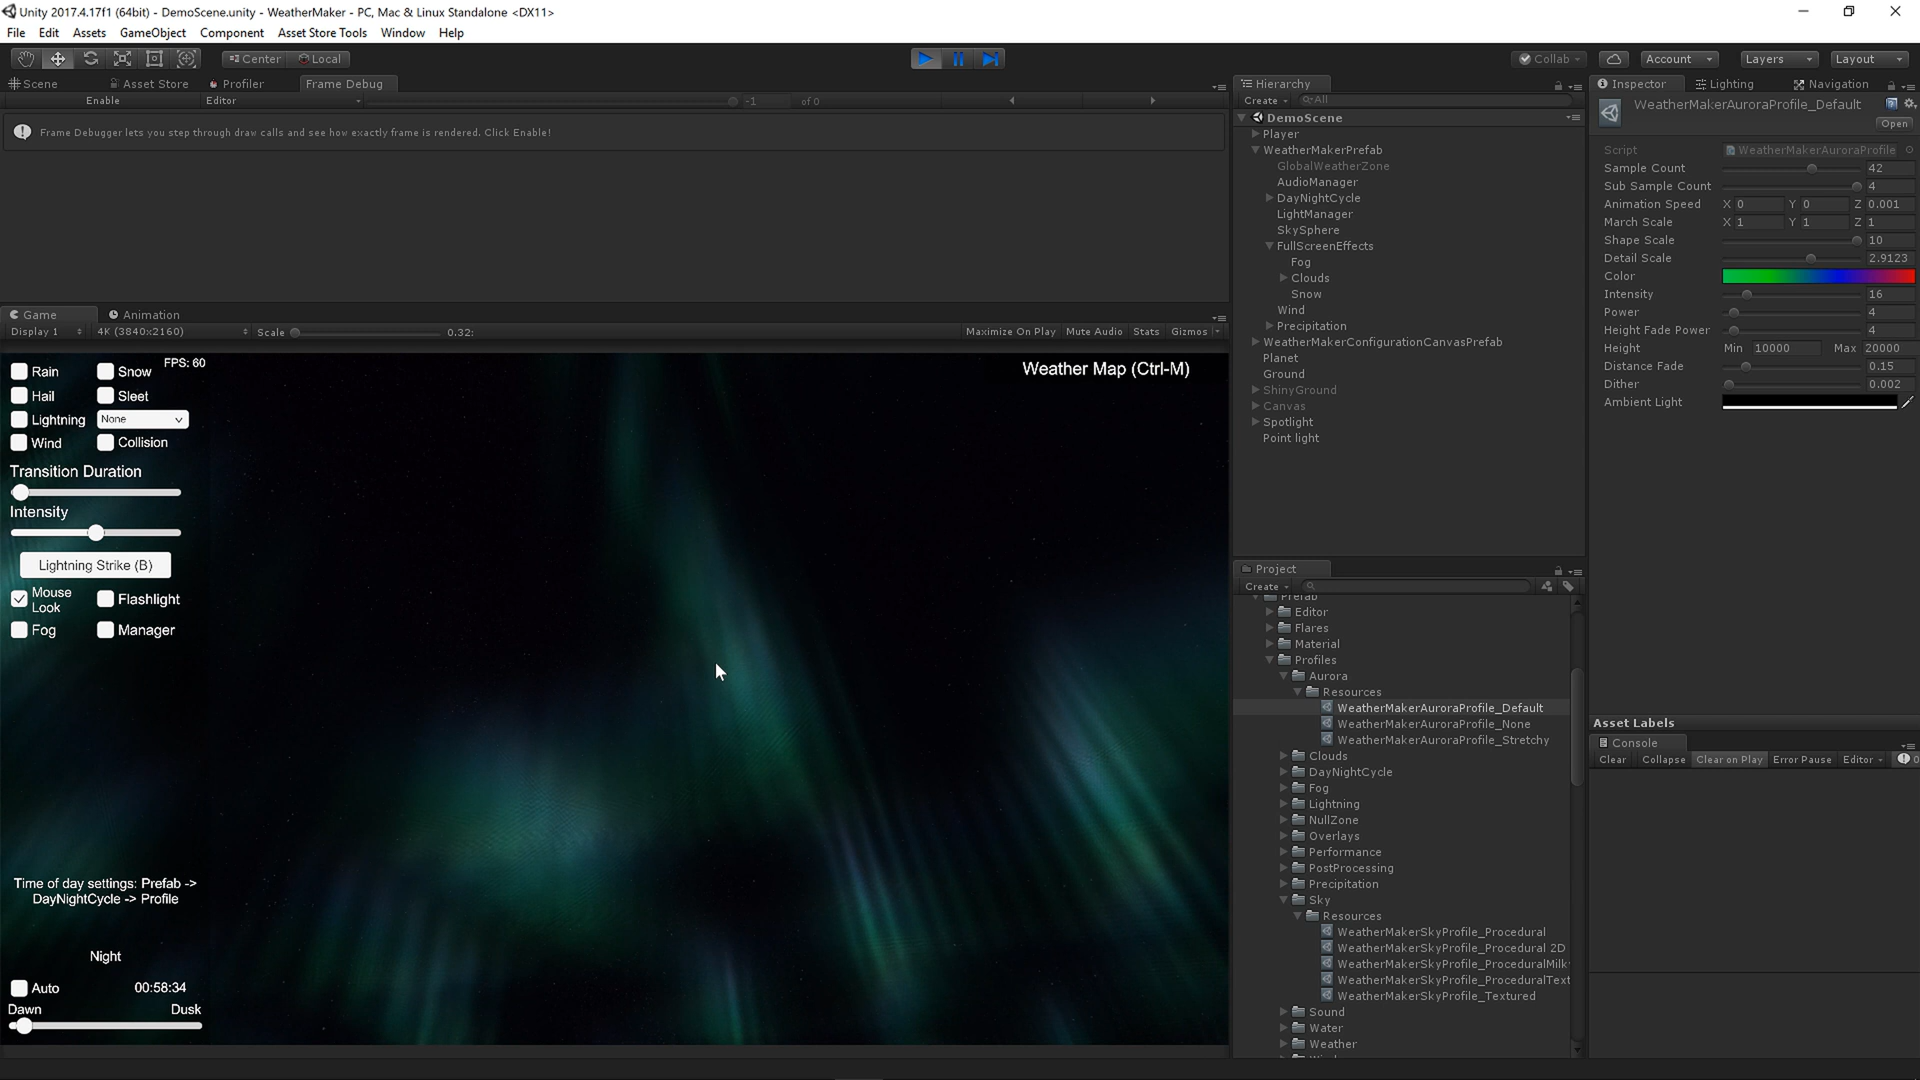 Unity 2017.4.17f1 (64bit) - DemoScene.unity - WeatherMaker - PC, Mac & Linux Standalone <DX11>
File Edit Assets GameObject Component Asset Store Tools Window Help
Center Local Collab Account Layers Layout
Scene Asset Store Profiler Frame Debug
Enable Editor -1 of 0
Frame Debugger lets you step through draw calls and see how exactly frame is rendered. Click Enable!
Game Animation
Display 1 4K (3840x2160) Scale 0.32: Maximize On Play Mute Audio Stats Gizmos
FPS: 60
Weather Map (Ctrl-M)
Rain Snow
Hail Sleet
Lightning None
Wind Collision
Transition Duration
Intensity
Lightning Strike (B)
Mouse Look Flashlight
Fog Manager
Time of day settings: Prefab ->
DayNightCycle -> Profile
Night
Auto 00:58:34
Dawn Dusk
Hierarchy
Create All
DemoScene
Player
WeatherMakerPrefab
GlobalWeatherZone
AudioManager
DayNightCycle
LightManager
SkySphere
FullScreenEffects
Fog
Clouds
Snow
Wind
Precipitation
WeatherMakerConfigurationCanvasPrefab
Planet
Ground
ShinyGround
Canvas
Spotlight
Point light
Project
Create
Prefab
Editor
Flares
Material
Profiles
Aurora
Resources
WeatherMakerAuroraProfile_Default
WeatherMakerAuroraProfile_None
WeatherMakerAuroraProfile_Stretchy
Clouds
DayNightCycle
Fog
Lightning
NullZone
Overlays
Performance
PostProcessing
Precipitation
Sky
Resources
WeatherMakerSkyProfile_Procedural
WeatherMakerSkyProfile_Procedural 2D
WeatherMakerSkyProfile_ProceduralMilk
WeatherMakerSkyProfile_ProceduralText
WeatherMakerSkyProfile_Textured
Sound
Water
Weather
Inspector Lighting Navigation
WeatherMakerAuroraProfile_Default
Open
Script WeatherMakerAuroraProfile
Sample Count 42
Sub Sample Count 4
Animation Speed X 0 Y 0 Z 0.001
March Scale X 1 Y 1 Z 1
Shape Scale 10
Detail Scale 2.9123
Color
Intensity 16
Power 4
Height Fade Power 4
Height Min 10000 Max 20000
Distance Fade 0.15
Dither 0.002
Ambient Light
Asset Labels
Console
Clear Collapse Clear on Play Error Pause Editor 0